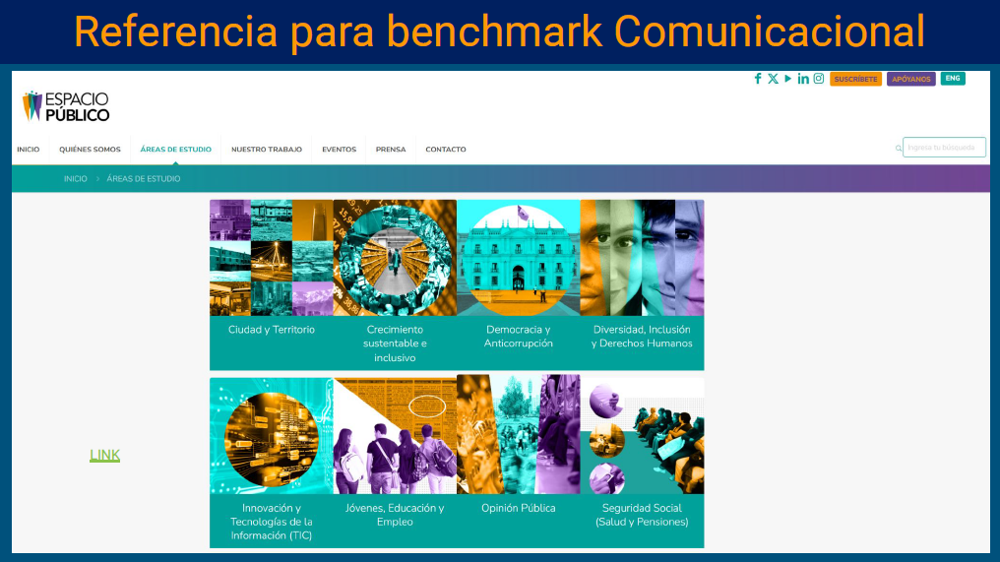 Referencia para benchmark Comunicacional
SUSCRÍBETE APÓYANOS ENG
ESPACIO
PÚBLICO
INICIO QUIÉNES SOMOS ÁREAS DE ESTUDIO NUESTRO TRABAJO EVENTOS PRENSA CONTACTO
Ingresa tu búsqueda
INICIO > ÁREAS DE ESTUDIO
Ciudad y Territorio
Crecimiento
sustentable e
inclusivo
Democracia y
Anticorrupción
Diversidad, Inclusión
y Derechos Humanos
LINK
Innovación y
Tecnologías de la
Información (TIC)
Jóvenes, Educación y
Empleo
Opinión Pública
Seguridad Social
(Salud y Pensiones)